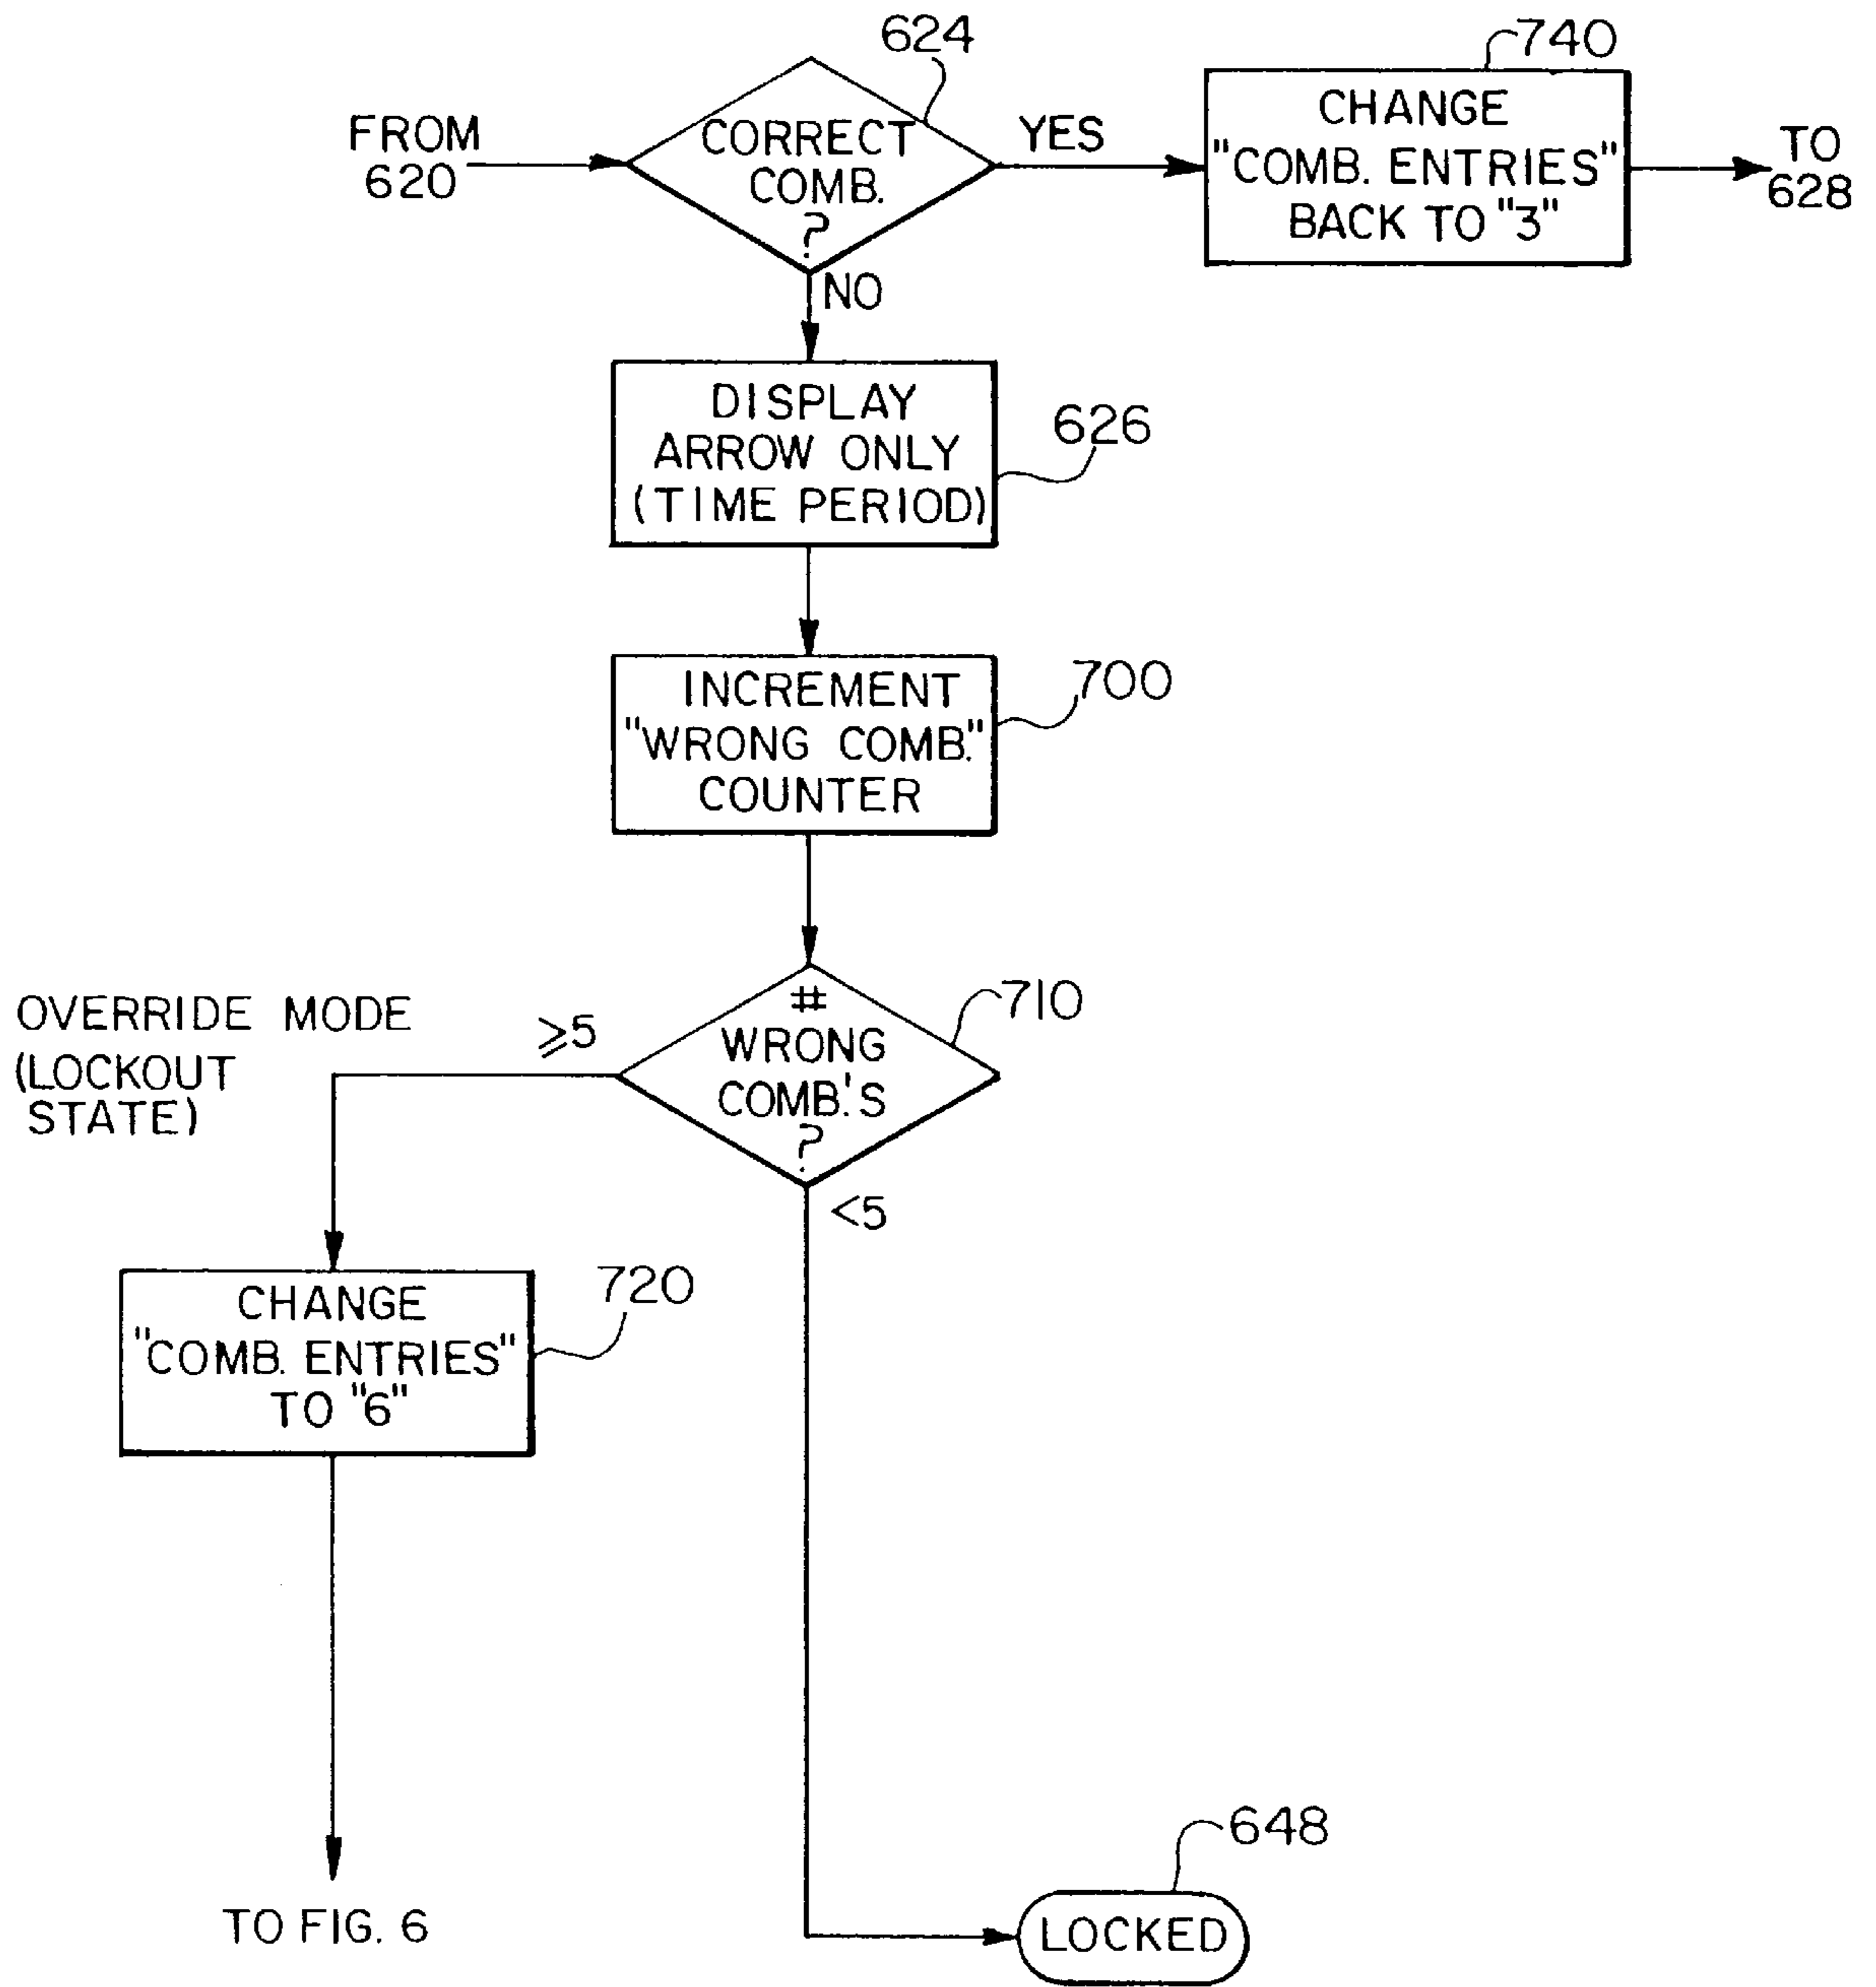 624
740
FROM
620
CORRECT
COMB.
?
YES
CHANGE
"COMB. ENTRIES"
BACK TO "3"
TO
628
NO
DISPLAY
ARROW ONLY
(TIME PERIOD)
626
INCREMENT
"WRONG COMB."
COUNTER
700
OVERRIDE MODE
(LOCKOUT
STATE)
≥5
#
WRONG
COMB.'S
?
710
<5
CHANGE
"COMB. ENTRIES"
TO "6"
720
648
TO FIG. 6
LOCKED